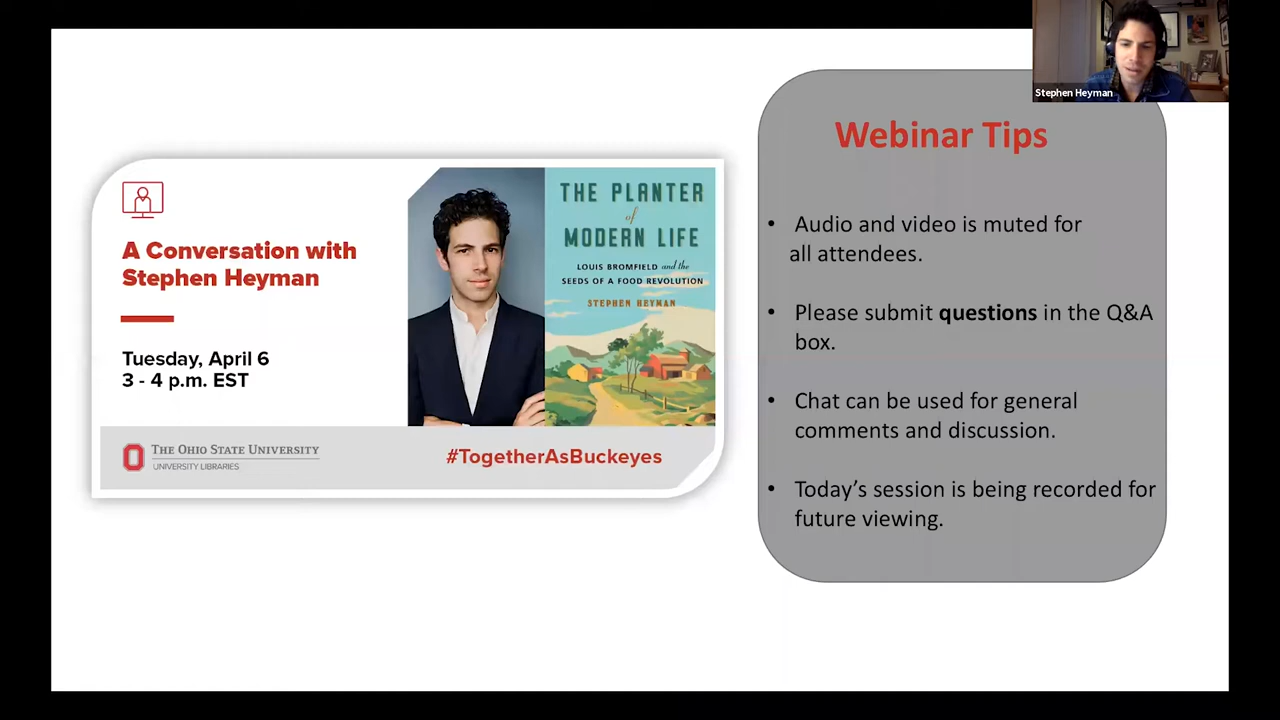 Stephen Heyman
Webinar Tips
A Conversation with
Stephen Heyman
Tuesday, April 6
3 - 4 p.m. EST
THE PLANTER
of
MODERN LIFE
LOUIS BROMFIELD and the
SEEDS OF A FOOD REVOLUTION
STEPHEN HEYMAN
THE OHIO STATE UNIVERSITY
UNIVERSITY LIBRARIES
#TogetherAsBuckeyes
• Audio and video is muted for
all attendees.
• Please submit questions in the Q&A
box.
• Chat can be used for general
comments and discussion.
• Today’s session is being recorded for
future viewing.